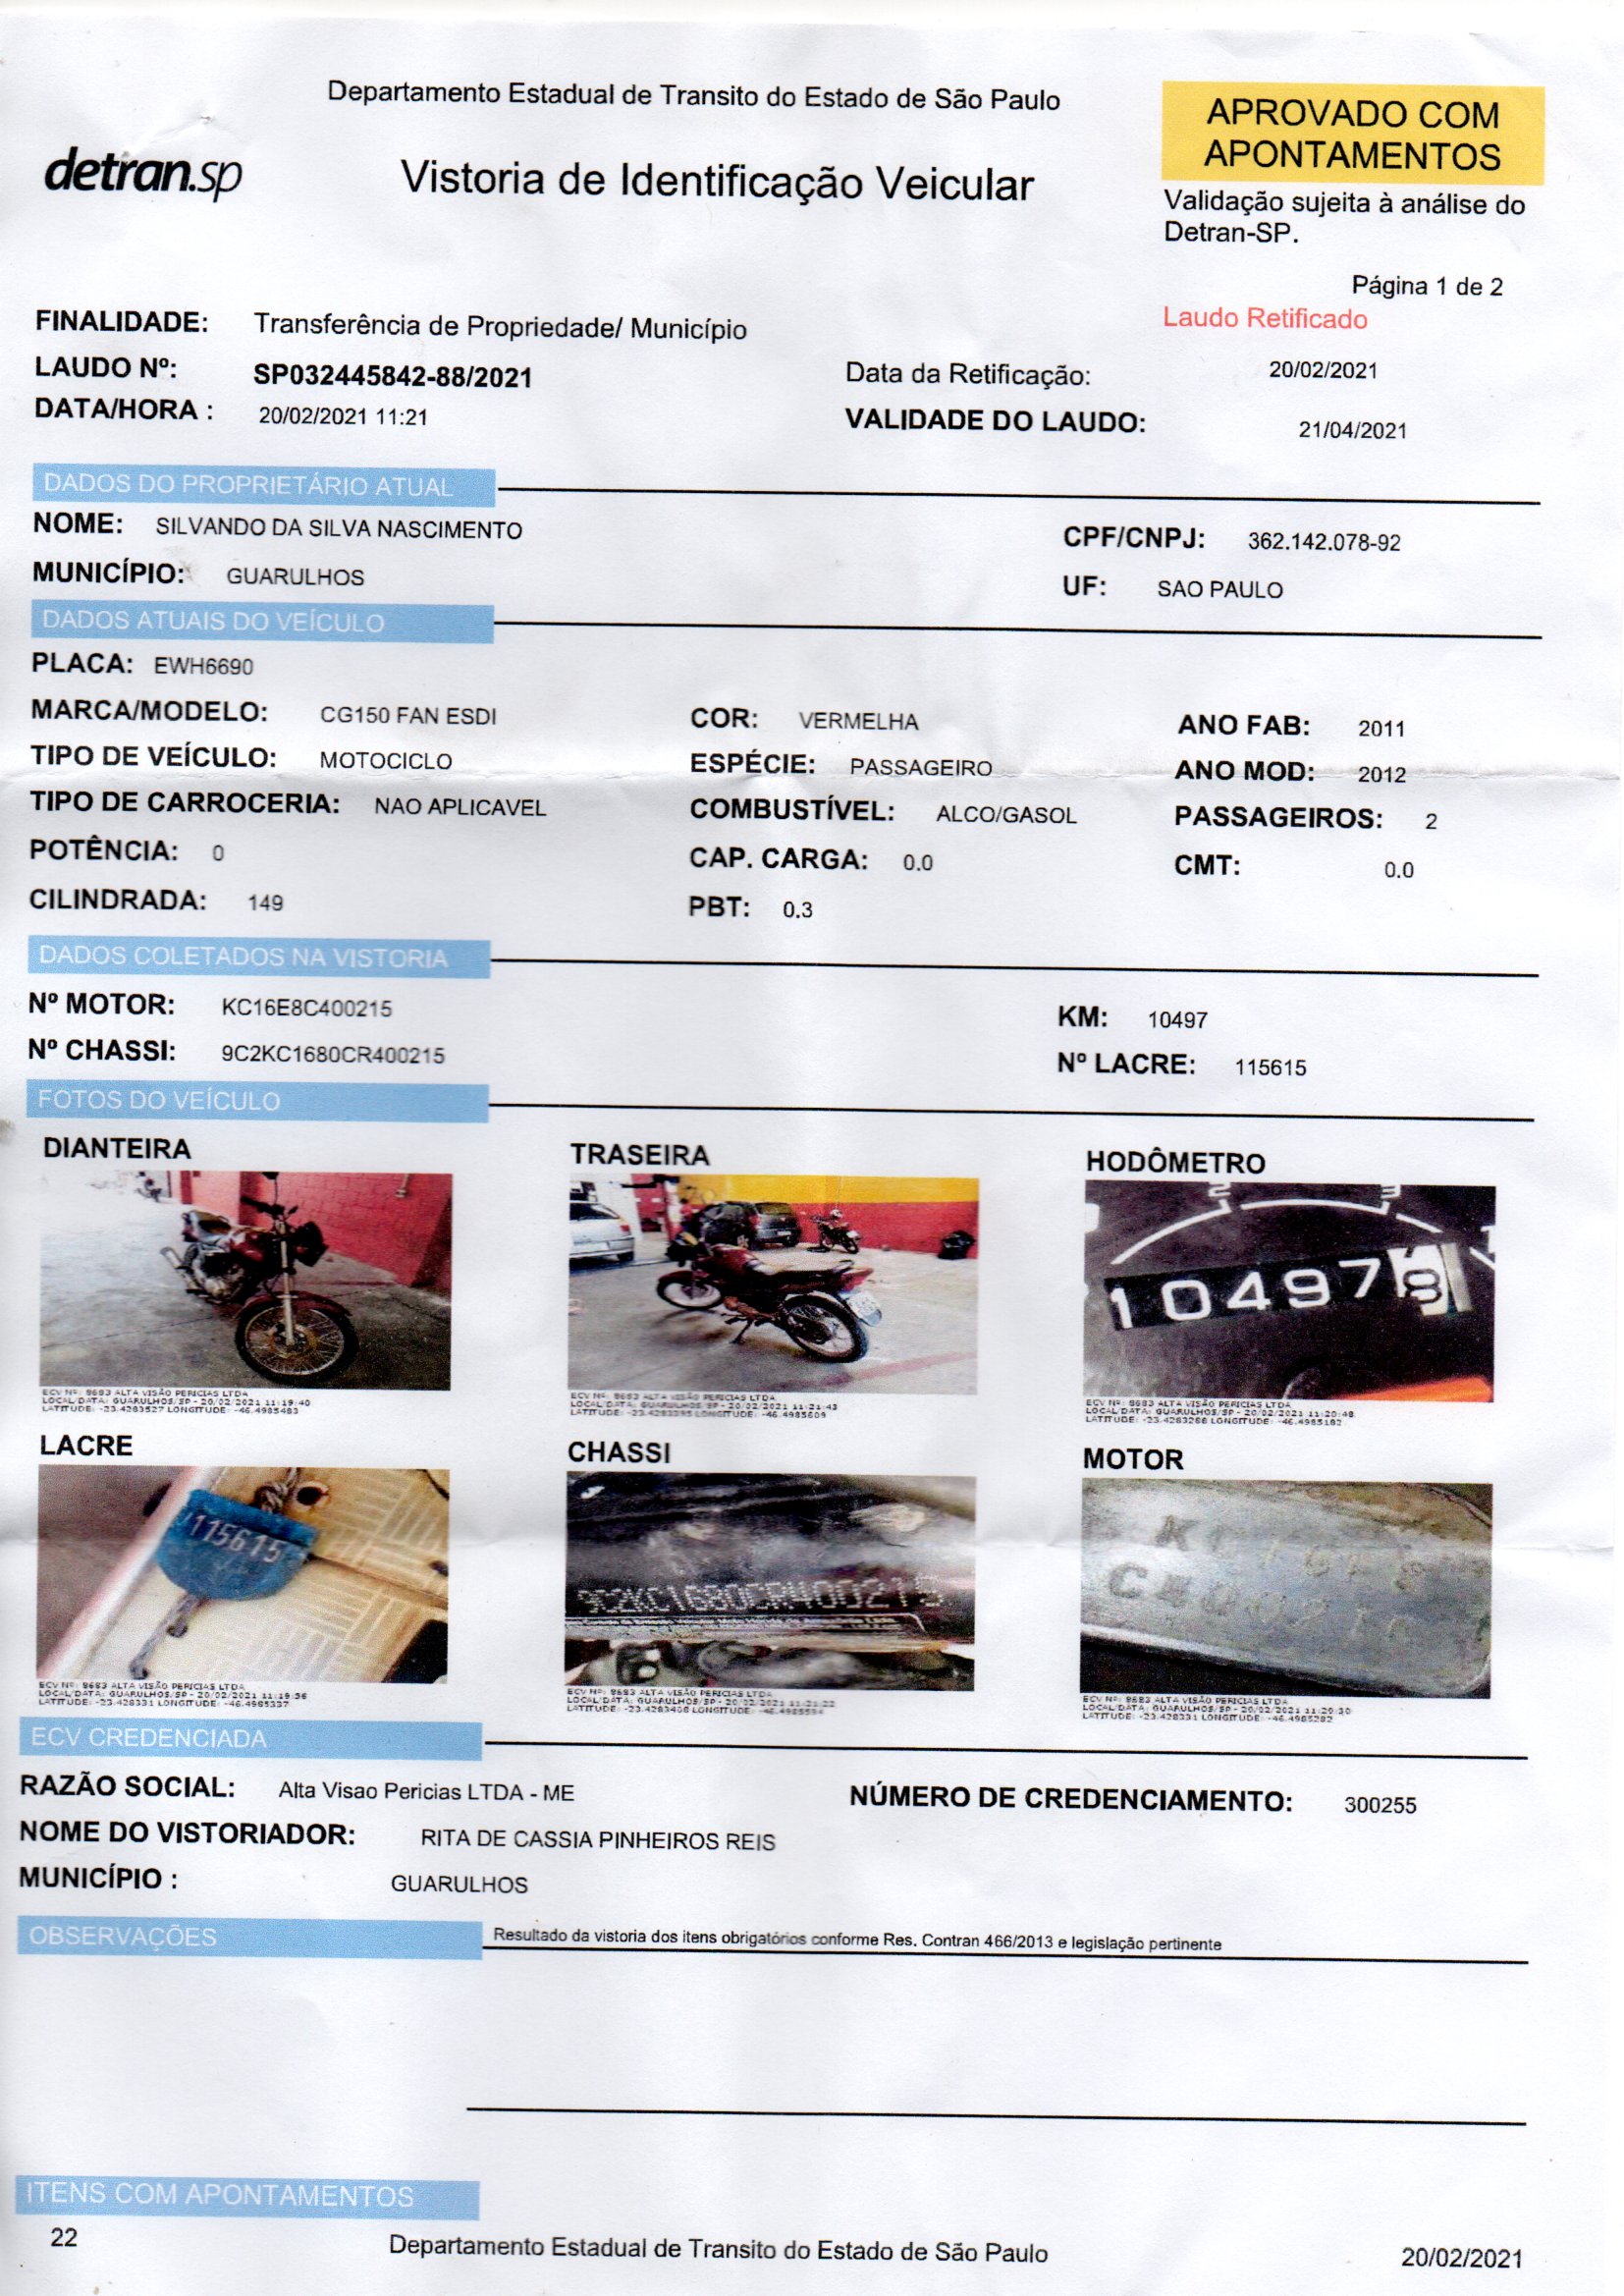 Departamento Estadual de Transito do Estado de São Paulo
detran.sp
Vistoria de Identificação Veicular
APROVADO COM
APONTAMENTOS
Validação sujeita à análise do
Detran-SP.
Página 1 de 2
Laudo Retificado
FINALIDADE: Transferência de Propriedade/ Município
LAUDO Nº: SP032445842-88/2021 Data da Retificação: 20/02/2021
DATA/HORA : 20/02/2021 11:21 VALIDADE DO LAUDO: 21/04/2021
DADOS DO PROPRIETÁRIO ATUAL
NOME: SILVANDO DA SILVA NASCIMENTO CPF/CNPJ: 362.142.078-92
MUNICÍPIO: GUARULHOS UF: SAO PAULO
DADOS ATUAIS DO VEÍCULO
PLACA: EWH6690
MARCA/MODELO: CG150 FAN ESDI COR: VERMELHA ANO FAB: 2011
TIPO DE VEÍCULO: MOTOCICLO ESPÉCIE: PASSAGEIRO ANO MOD: 2012
TIPO DE CARROCERIA: NAO APLICAVEL COMBUSTÍVEL: ALCO/GASOL PASSAGEIROS: 2
POTÊNCIA: 0 CAP. CARGA: 0.0 CMT: 0.0
CILINDRADA: 149 PBT: 0.3
DADOS COLETADOS NA VISTORIA
Nº MOTOR: KC16E8C400215 KM: 10497
Nº CHASSI: 9C2KC1680CR400215 Nº LACRE: 115615
FOTOS DO VEÍCULO
DIANTEIRA TRASEIRA HODÔMETRO
10497
ECV Nº: 8683 ALTA VISÃO PERICIAS LTDA
LOCAL/DATA: GUARULHOS/SP - 20/02/2021 11:19:40
LATITUDE: -23.4283527 LONGITUDE: -46.4985483
ECV Nº: 8683 ALTA VISÃO PERICIAS LTDA
LOCAL/DATA: GUARULHOS/SP - 20/02/2021 11:21:43
LATITUDE: -23.4283395 LONGITUDE: -46.4985609
ECV Nº: 8683 ALTA VISÃO PERICIAS LTDA
LOCAL/DATA: GUARULHOS/SP - 20/02/2021 11:20:48
LATITUDE: -23.4283288 LONGITUDE: -46.4985182
LACRE CHASSI MOTOR
115615
9C2KC1680CR400215
ECV Nº: 8683 ALTA VISÃO PERICIAS LTDA
LOCAL/DATA: GUARULHOS/SP - 20/02/2021 11:19:56
LATITUDE: -23.428331 LONGITUDE: -46.4985337
ECV Nº: 8683 ALTA VISÃO PERICIAS LTDA
LOCAL/DATA: GUARULHOS/SP - 20/02/2021 11:21:22
LATITUDE: -23.4283408 LONGITUDE: -46.4985594
ECV Nº: 8683 ALTA VISÃO PERICIAS LTDA
LOCAL/DATA: GUARULHOS/SP - 20/02/2021 11:20:30
LATITUDE: -23.428331 LONGITUDE: -46.4985282
ECV CREDENCIADA
RAZÃO SOCIAL: Alta Visao Pericias LTDA - ME NÚMERO DE CREDENCIAMENTO: 300255
NOME DO VISTORIADOR: RITA DE CASSIA PINHEIROS REIS
MUNICÍPIO : GUARULHOS
OBSERVAÇÕES Resultado da vistoria dos itens obrigatórios conforme Res. Contran 466/2013 e legislação pertinente
ITENS COM APONTAMENTOS
22 Departamento Estadual de Transito do Estado de São Paulo 20/02/2021